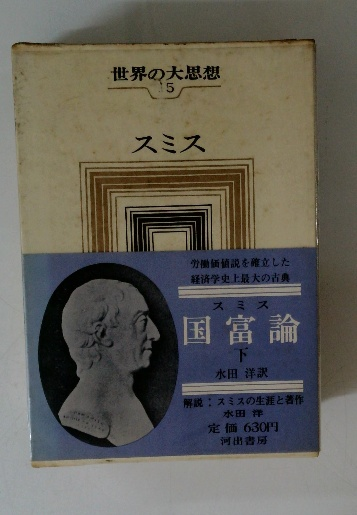 世界の大思想
15
スミス
労働価値説を確立した
経済学史上最大の古典
スミス
国富論
下
水田 洋訳
解説：スミスの生涯と著作
水田 洋
定価 630円
河出書房